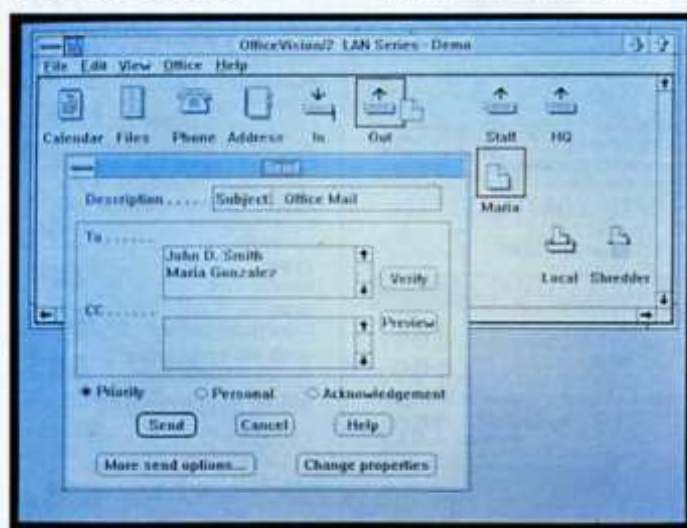 OfficeVision/2 LAN Series - Demo
File Edit View Office Help
Calendar Files Phone Address In Out Staff HQ
Maria
Local Shredder
Send
Description ..... Subject: Office Mail
To ......
John D. Smith
Maria Gonzalez
Verify
CC ......
Preview
Priority Personal Acknowledgement
Send Cancel Help
More send options... Change properties